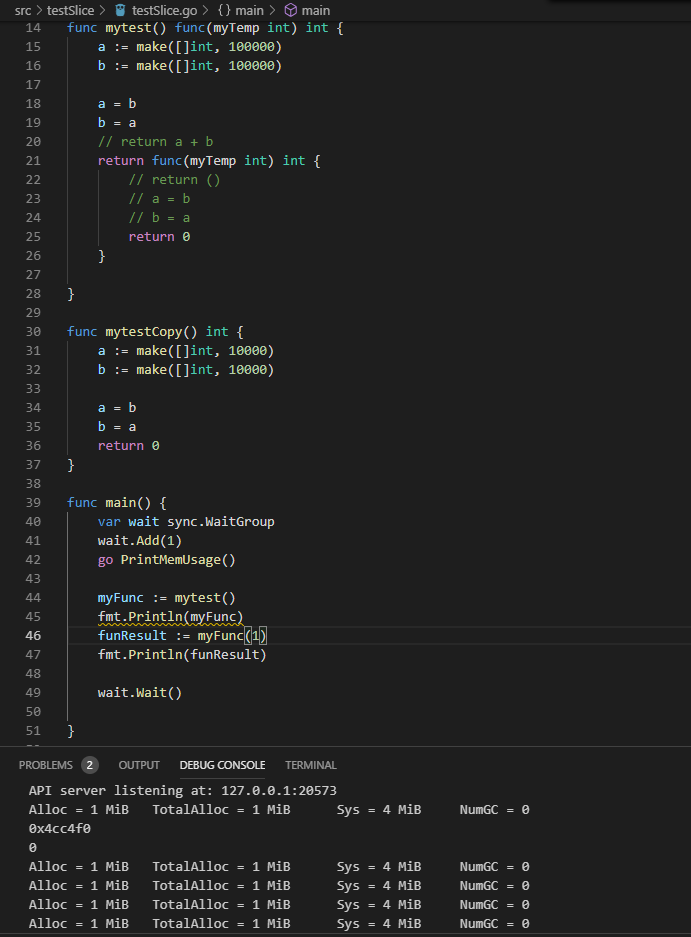 src > testSlice > testSlice.go > {} main > main
14 func mytest() func(myTemp int) int {
15     a := make([]int, 100000)
16     b := make([]int, 100000)
17
18     a = b
19     b = a
20     // return a + b
21     return func(myTemp int) int {
22         // return ()
23         // a = b
24         // b = a
25         return 0
26     }
27
28 }
29
30 func mytestCopy() int {
31     a := make([]int, 10000)
32     b := make([]int, 10000)
33
34     a = b
35     b = a
36     return 0
37 }
38
39 func main() {
40     var wait sync.WaitGroup
41     wait.Add(1)
42     go PrintMemUsage()
43
44     myFunc := mytest()
45     fmt.Println(myFunc)
46     funResult := myFunc(1)
47     fmt.Println(funResult)
48
49     wait.Wait()
50
51 }
PROBLEMS 2 OUTPUT DEBUG CONSOLE TERMINAL
API server listening at: 127.0.0.1:20573
Alloc = 1 MiB TotalAlloc = 1 MiB Sys = 4 MiB NumGC = 0
0x4cc4f0
0
Alloc = 1 MiB TotalAlloc = 1 MiB Sys = 4 MiB NumGC = 0
Alloc = 1 MiB TotalAlloc = 1 MiB Sys = 4 MiB NumGC = 0
Alloc = 1 MiB TotalAlloc = 1 MiB Sys = 4 MiB NumGC = 0
Alloc = 1 MiB TotalAlloc = 1 MiB Sys = 4 MiB NumGC = 0